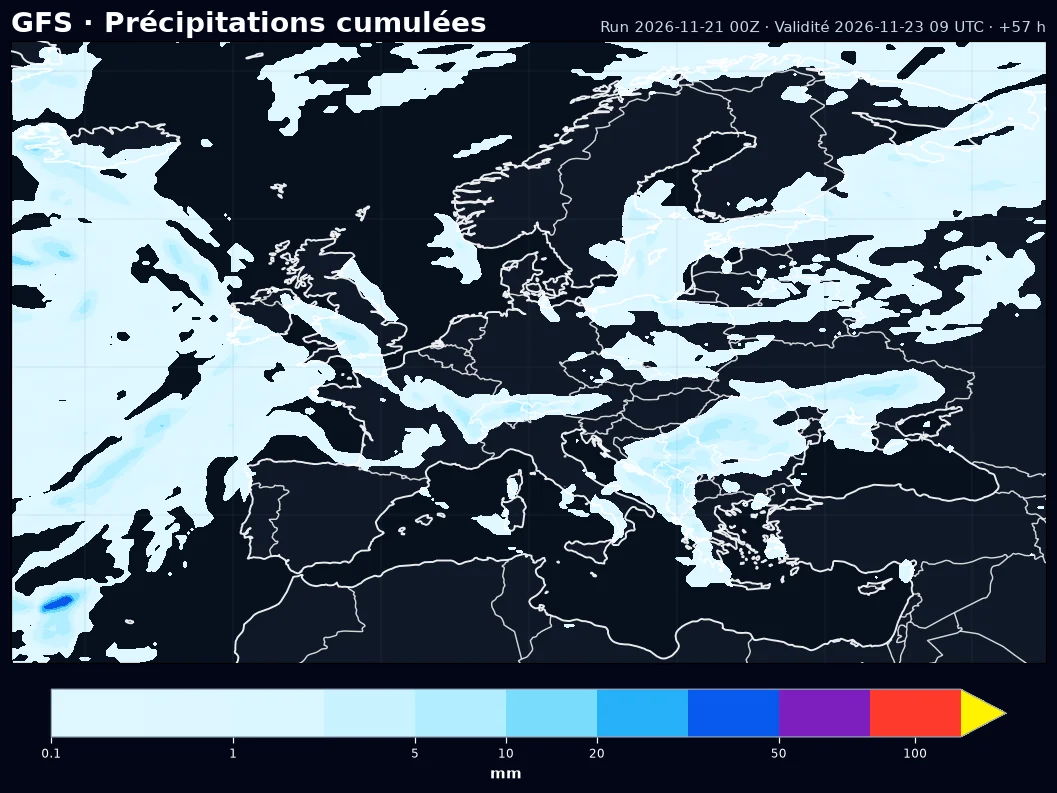 GFS · Précipitations cumulées
Run 2026-11-21 00Z · Validité 2026-11-23 09 UTC · +57 h
0.1 1 5 10 20 50 100
mm